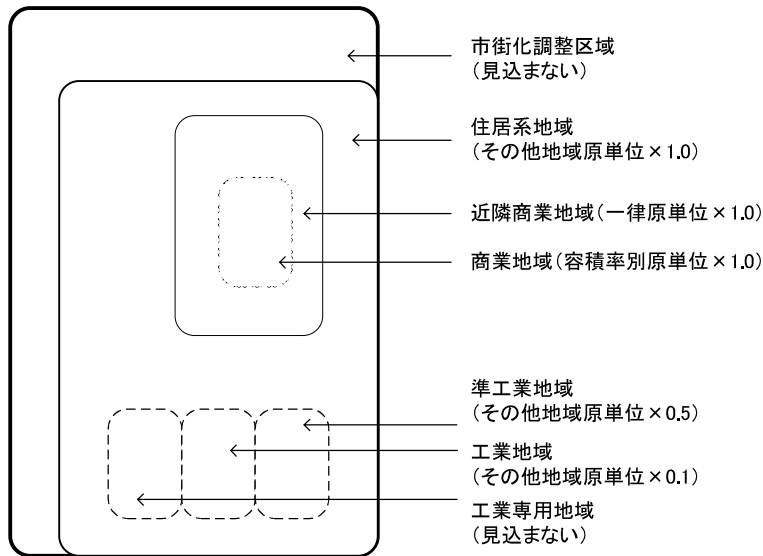 市街化調整区域
(見込まない)
住居系地域
(その他地域原単位×1.0)
近隣商業地域(一律原単位×1.0)
商業地域(容積率別原単位×1.0)
準工業地域
(その他地域原単位×0.5)
工業地域
(その他地域原単位×0.1)
工業専用地域
(見込まない)